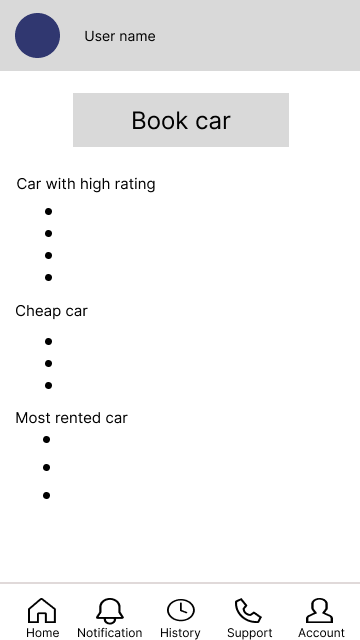 User name
Book car
Car with high rating
Cheap car
Most rented car
Home Notification History Support Account